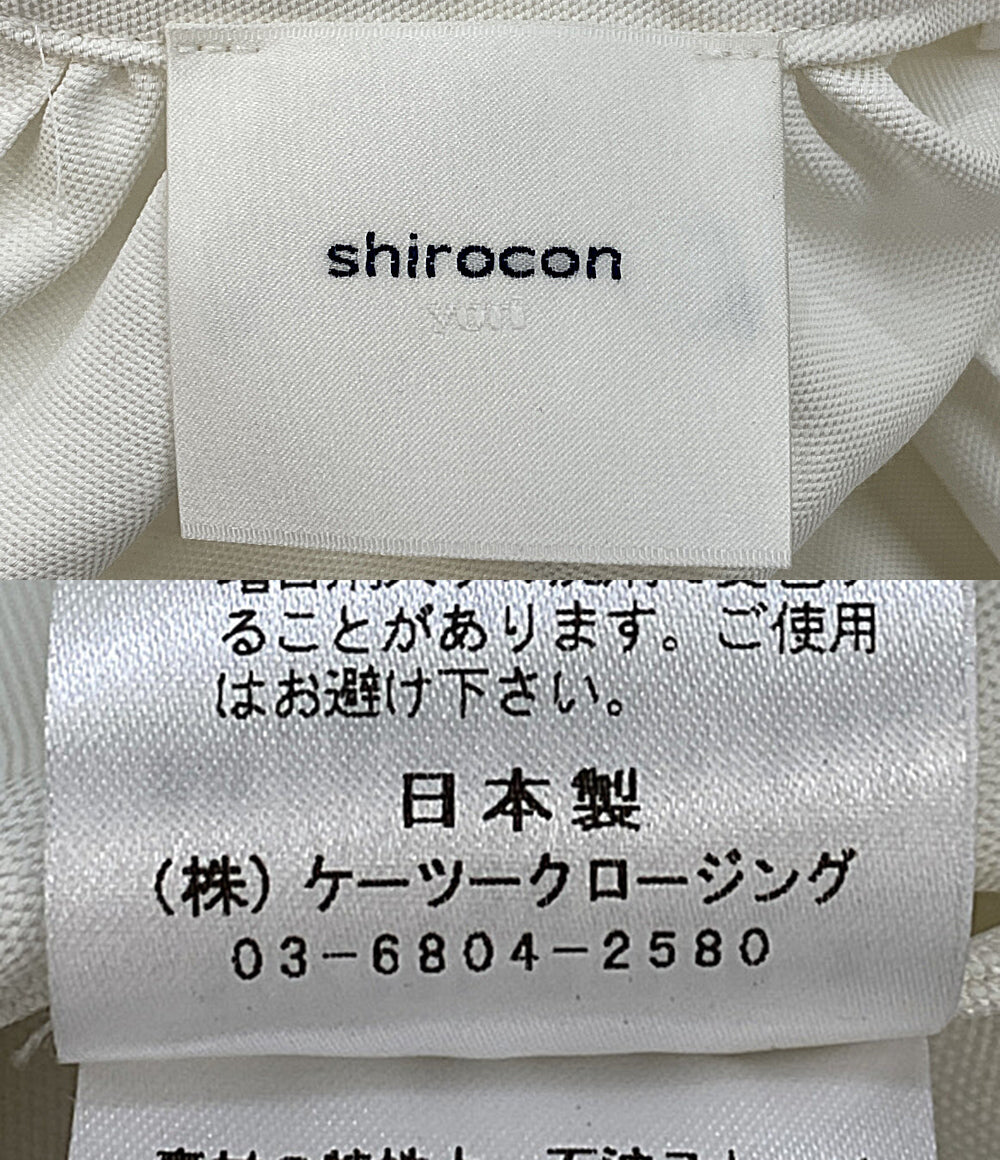 shirocon
ることがあります。ご使用
はお避け下さい。
日本製
(株)ケーツークロージング
03-6804-2580